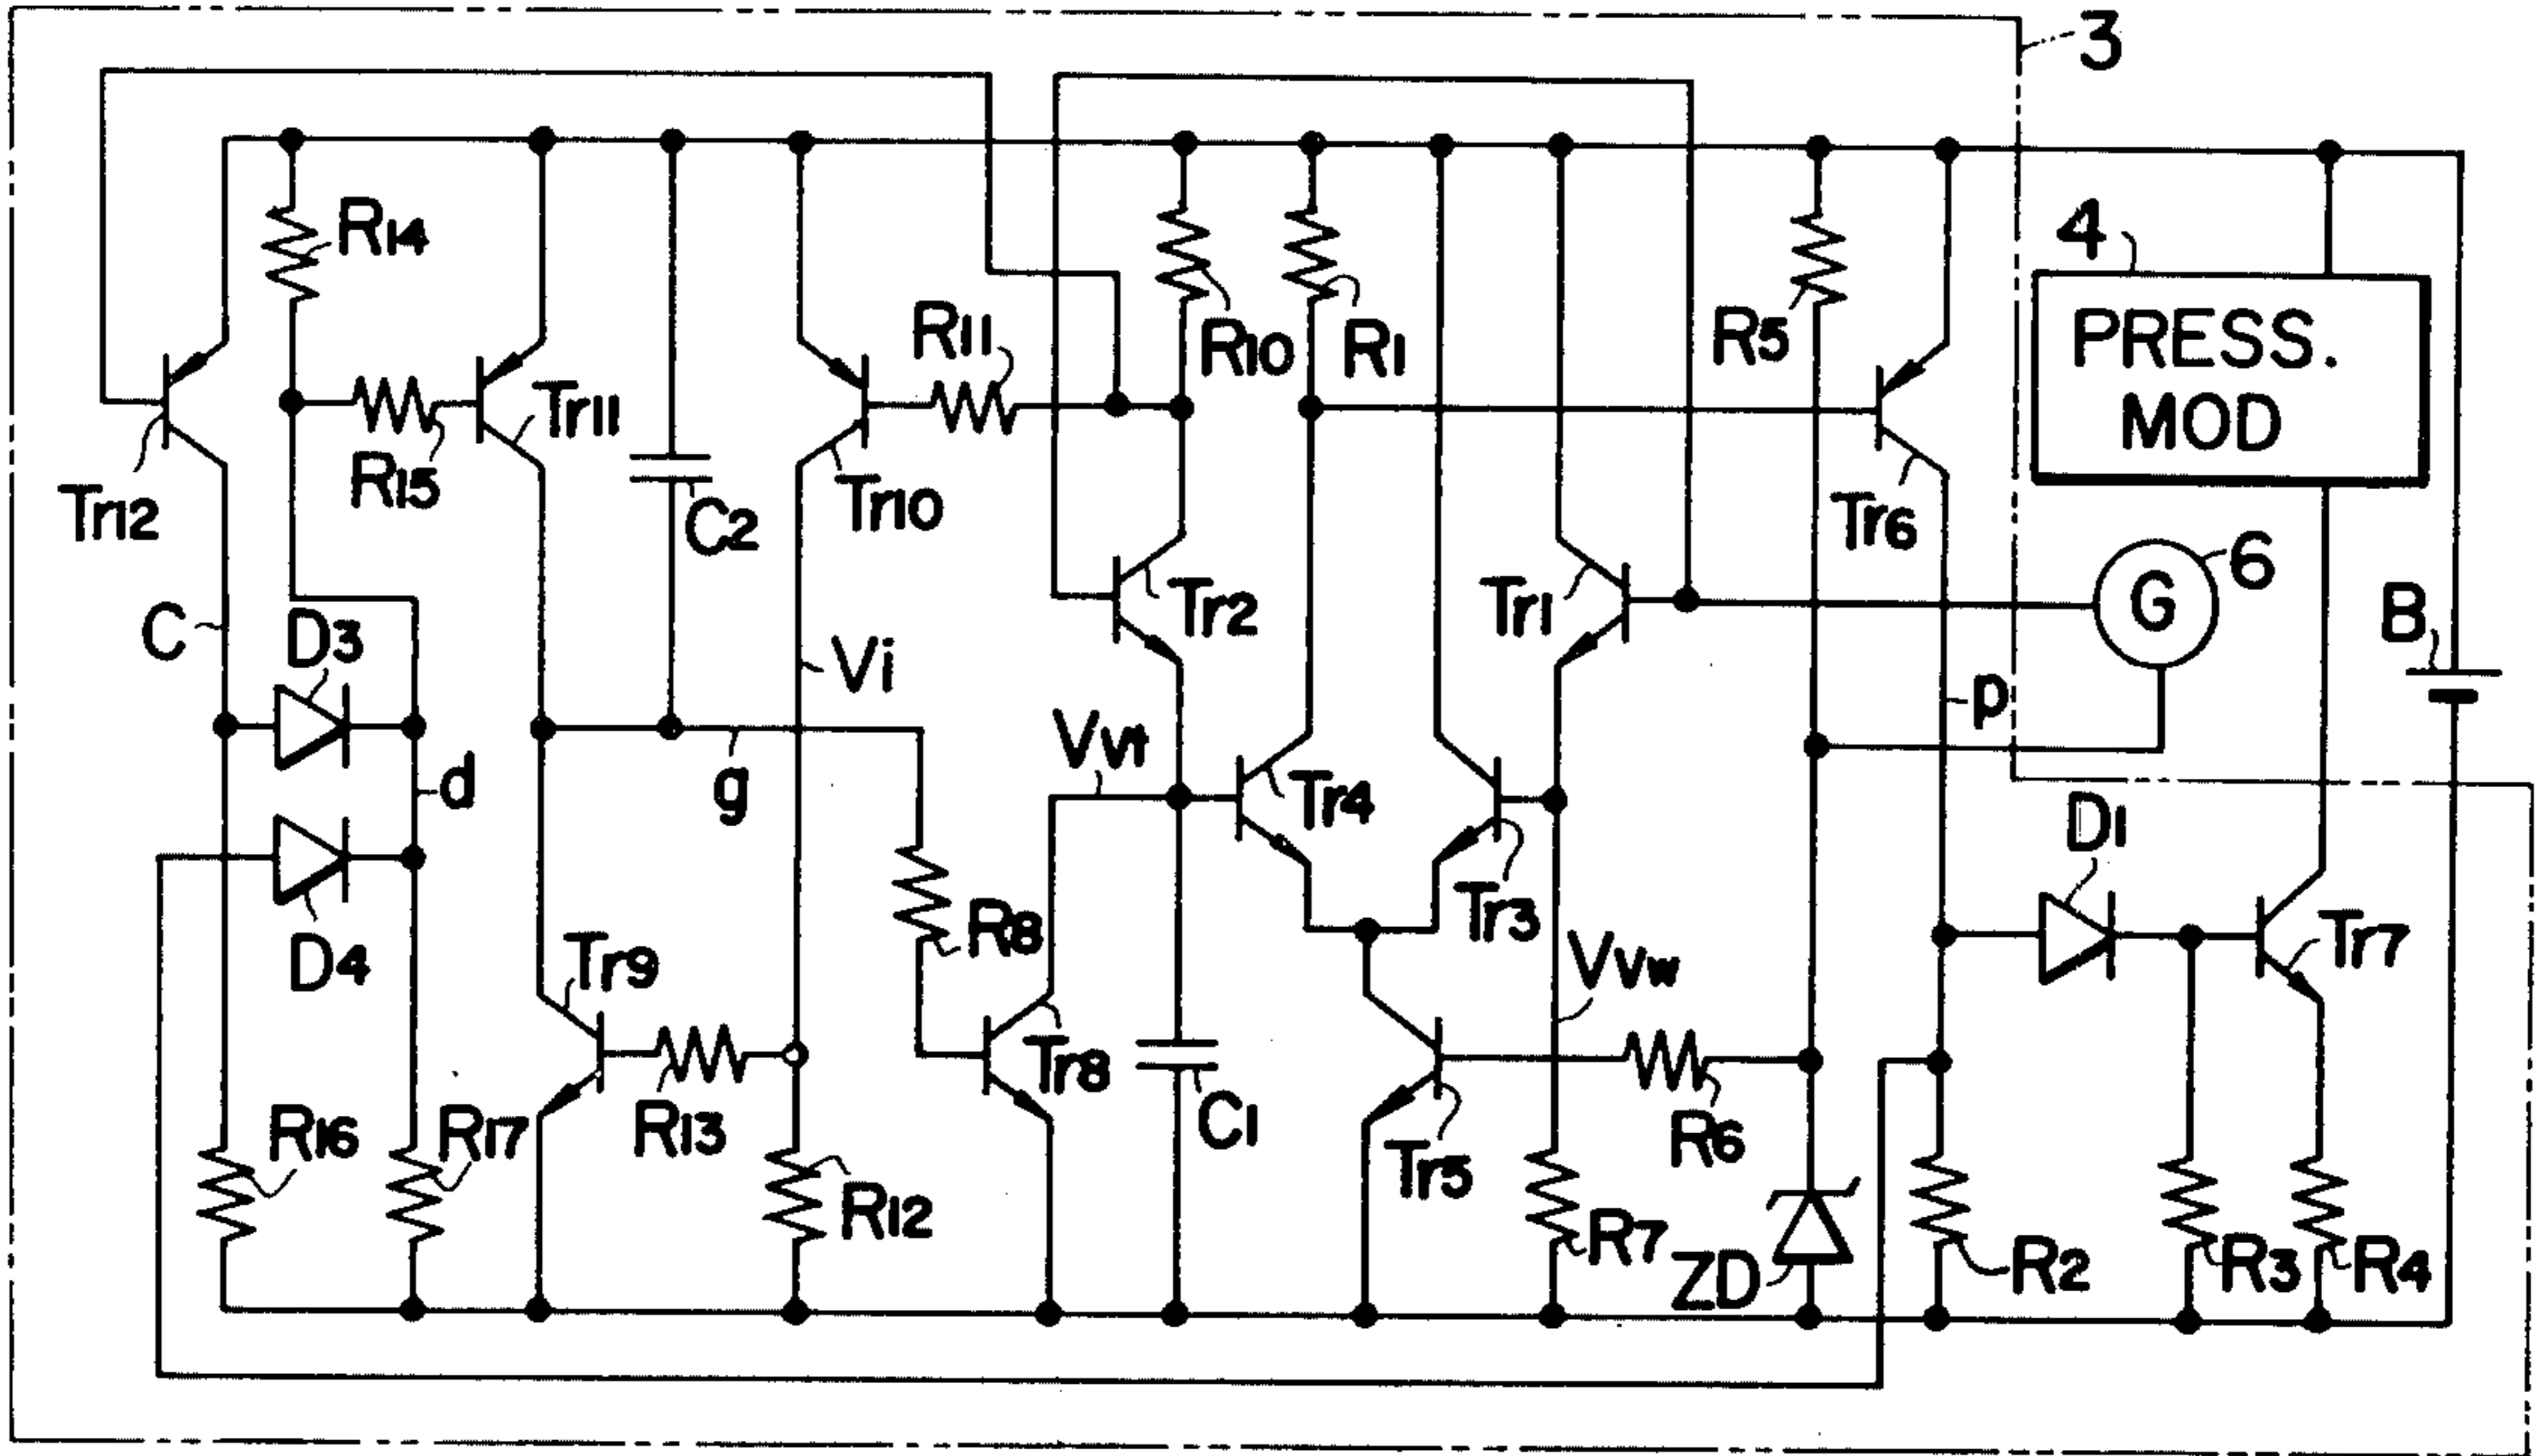 3
R14
4
R11
R10
R1
R5
PRESS.
MOD
Tr11
R15
Tr12
C2
Tr10
Tr6
6
Tr2
Tr1
G
B
C
D3
Vi
p
Vvt
d
g
Tr4
D1
Tr3
R8
D4
Tr9
Vvw
Tr7
Tr8
C1
R16
R17
R13
R6
Tr5
R12
R7
ZD
R2
R3
R4